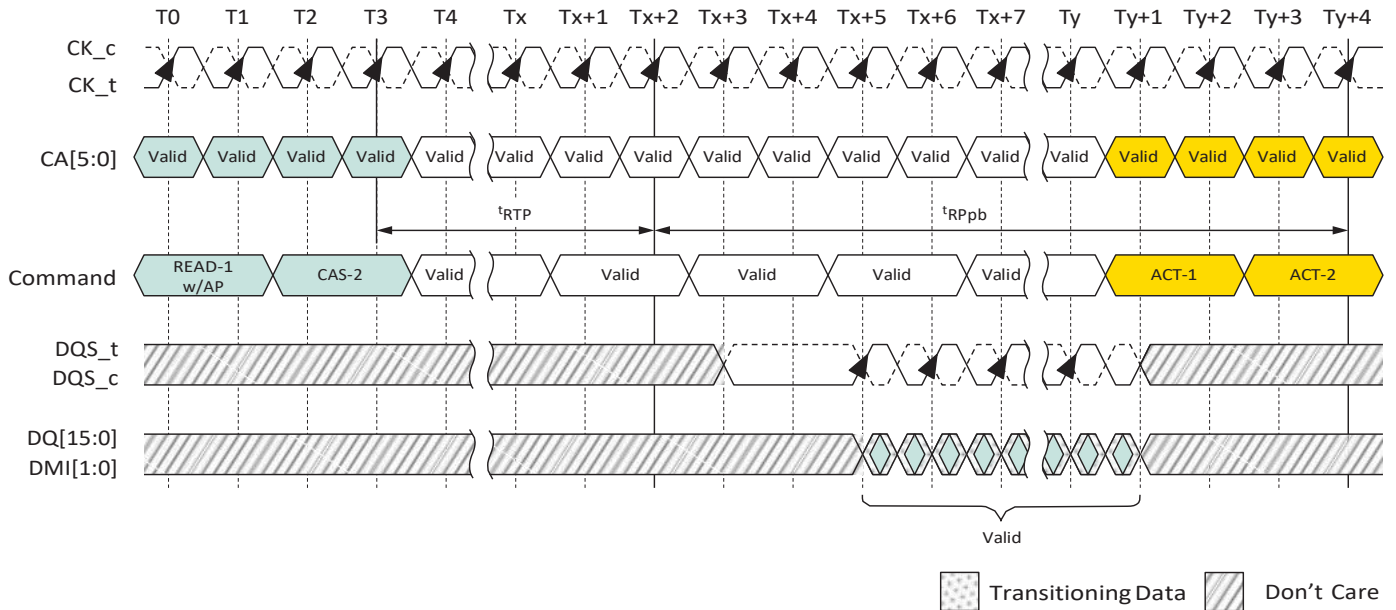 T0 T1 T2 T3 T4 Tx Tx+1 Tx+2 Tx+3 Tx+4 Tx+5 Tx+6 Tx+7 Ty Ty+1 Ty+2 Ty+3 Ty+4
CK_c
CK_t
CA[5:0] Valid Valid Valid Valid Valid Valid Valid Valid Valid Valid Valid Valid Valid Valid Valid Valid Valid Valid
tRTP tRPpb
Command READ-1 w/AP CAS-2 Valid Valid Valid Valid Valid ACT-1 ACT-2
DQS_t
DQS_c
DQ[15:0]
DMI[1:0]
Valid
Transitioning Data Don't Care